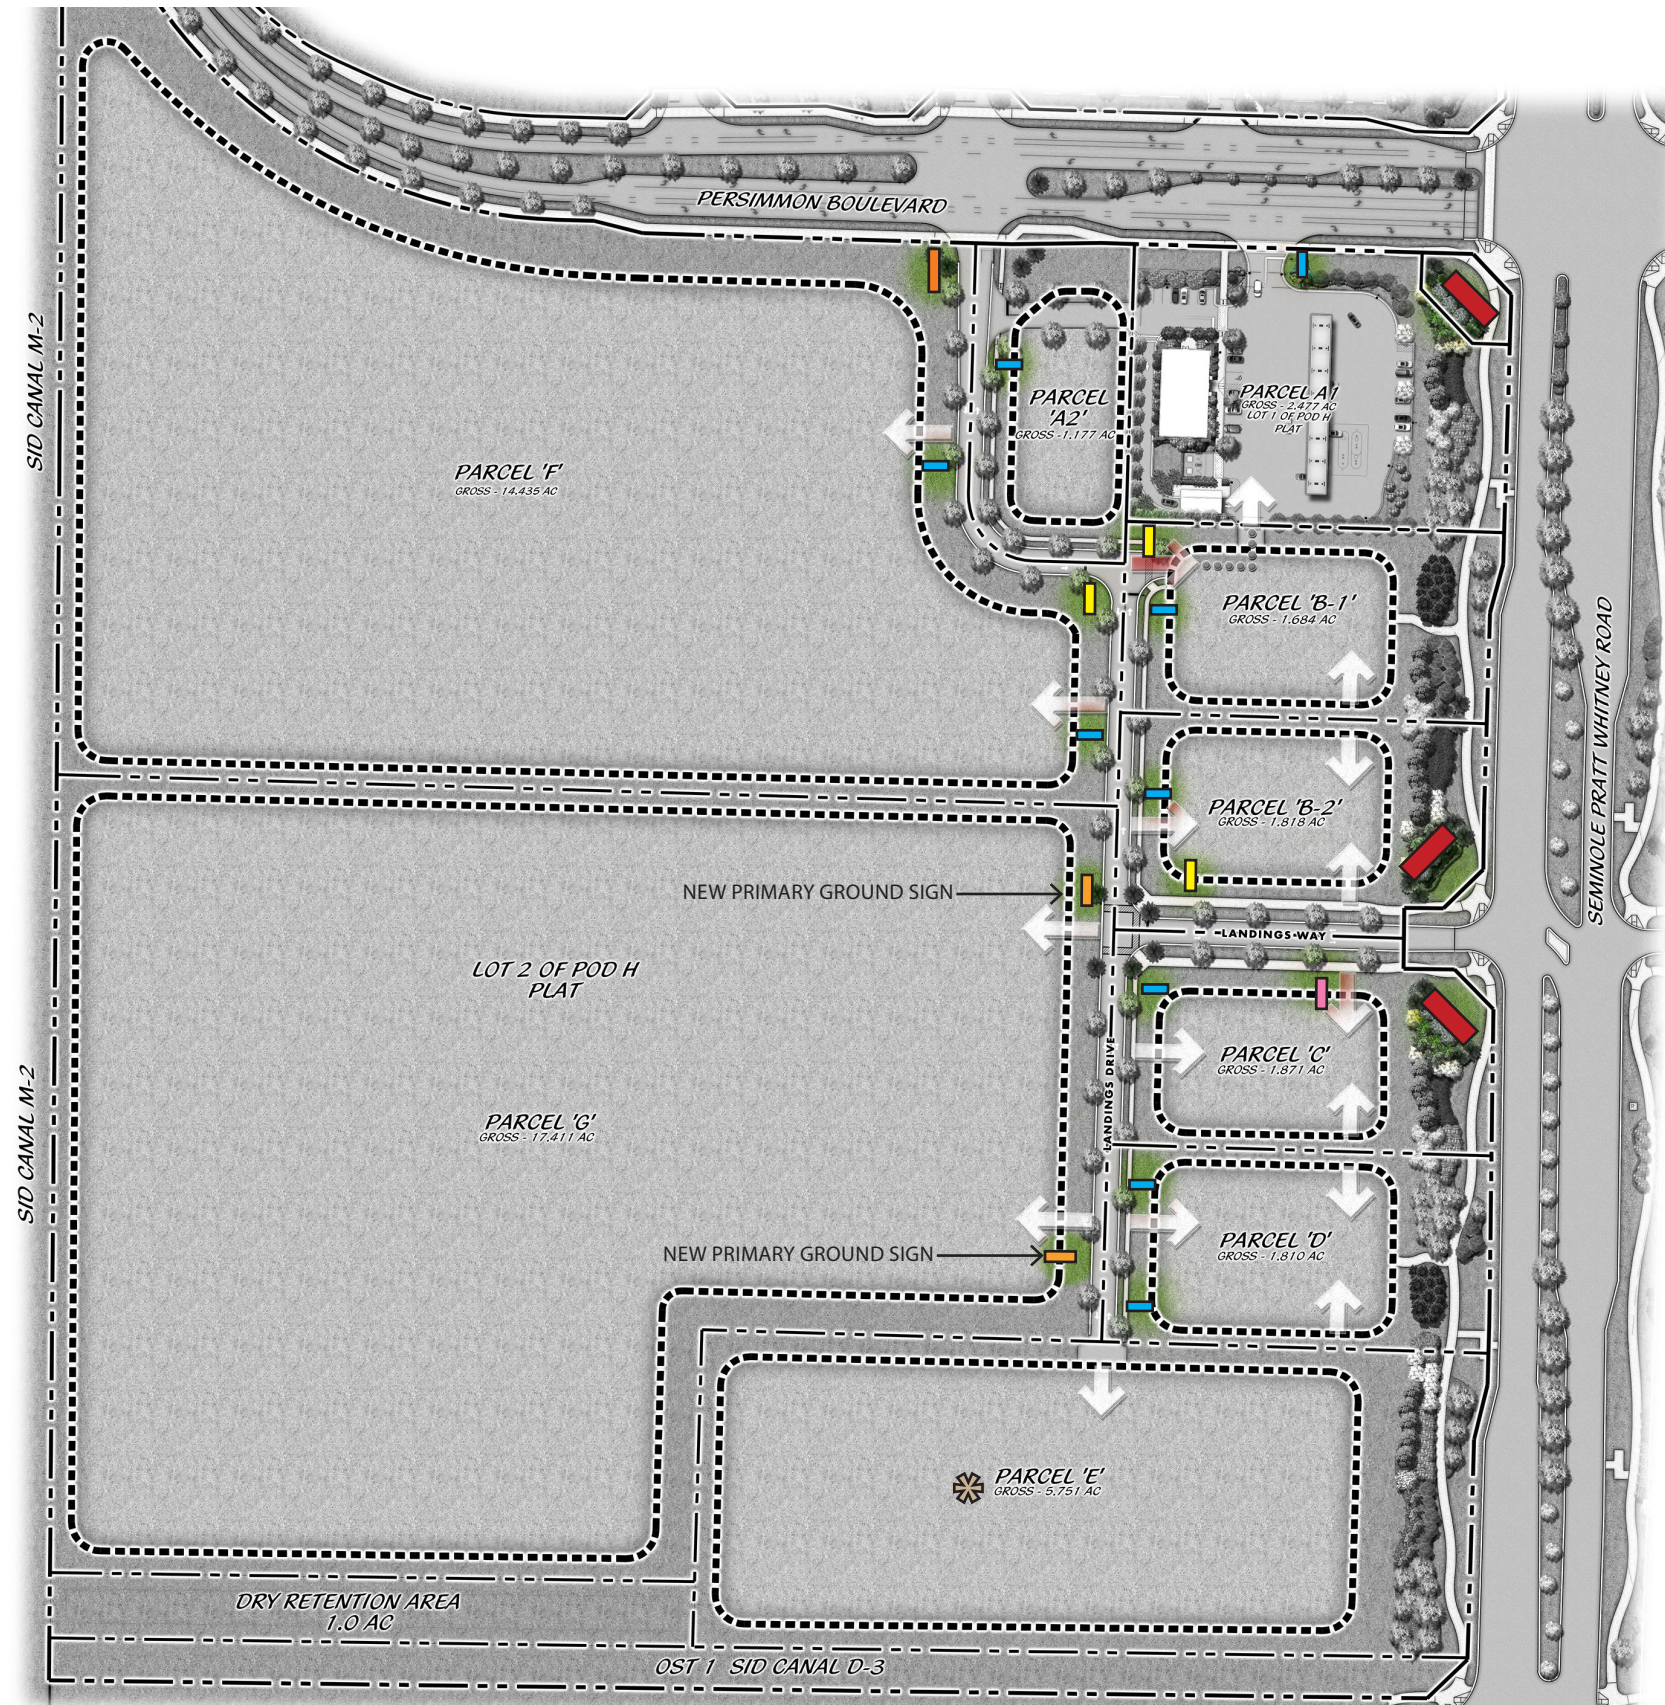 PERSIMMON BOULEVARD
SID CANAL M-2
PARCEL 'F'
GROSS - 14.435 AC
PARCEL
'A2'
GROSS -1.177 AC
PARCEL A1
GROSS - 2.477 AC
LOT 1 OF POD H
PLAT
PARCEL 'B-1'
GROSS - 1.684 AC
SEMINOLE PRATT WHITNEY ROAD
PARCEL 'B-2'
GROSS - 1.818 AC
NEW PRIMARY GROUND SIGN
LANDINGS WAY
LOT 2 OF POD H
PLAT
PARCEL 'C'
GROSS - 1.871 AC
LANDINGS DRIVE
SID CANAL M-2
PARCEL 'G'
GROSS - 17.411 AC
NEW PRIMARY GROUND SIGN
PARCEL 'D'
GROSS - 1.810 AC
PARCEL 'E'
GROSS - 5.751 AC
DRY RETENTION AREA
1.0 AC
OST 1 SID CANAL D-3